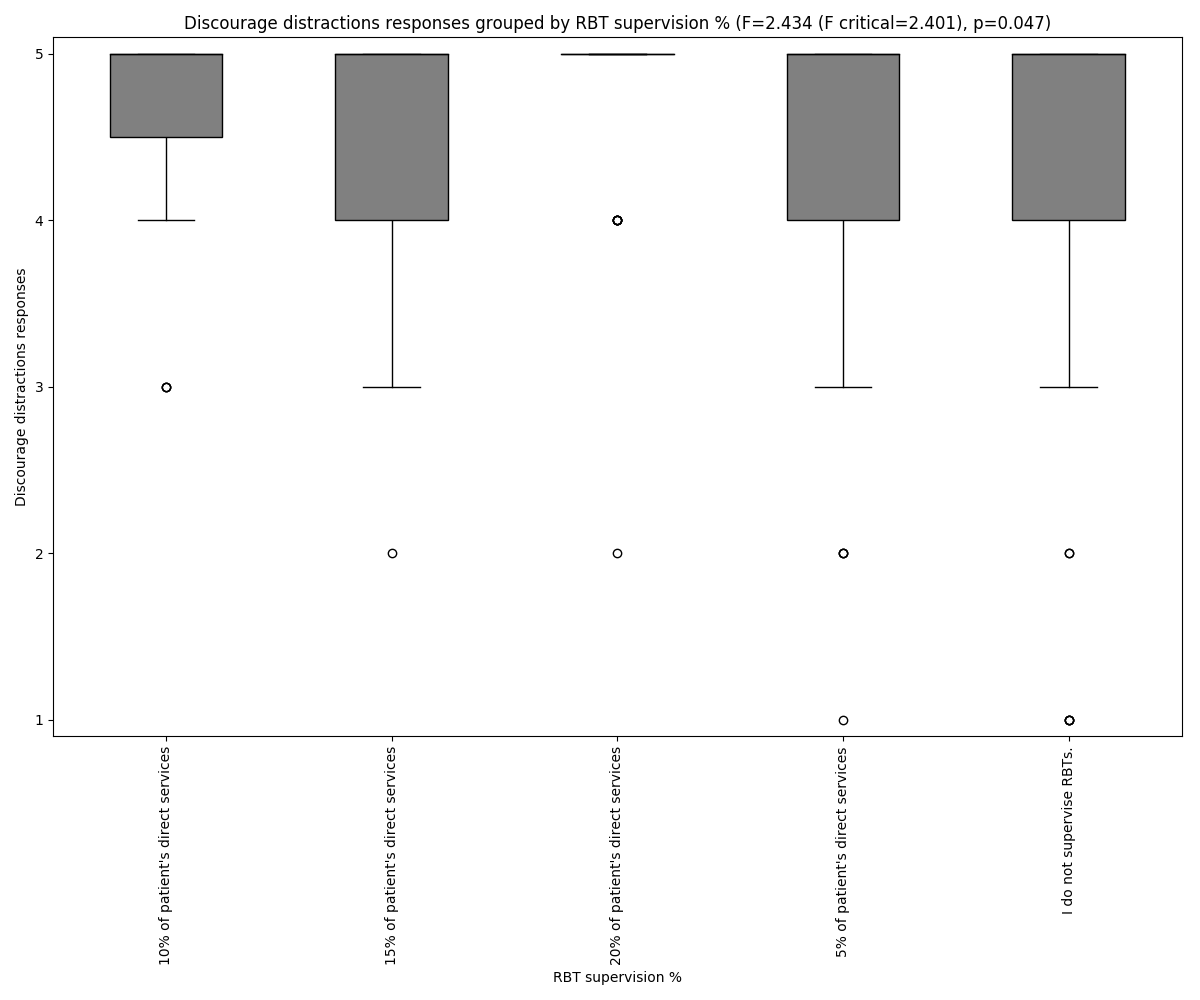 Discourage distractions responses grouped by RBT supervision % (F=2.434 (F critical=2.401), p=0.047)
Discourage distractions responses
5
4
3
2
1
10% of patient's direct services
15% of patient's direct services
20% of patient's direct services
5% of patient's direct services
I do not supervise RBTs.
RBT supervision %